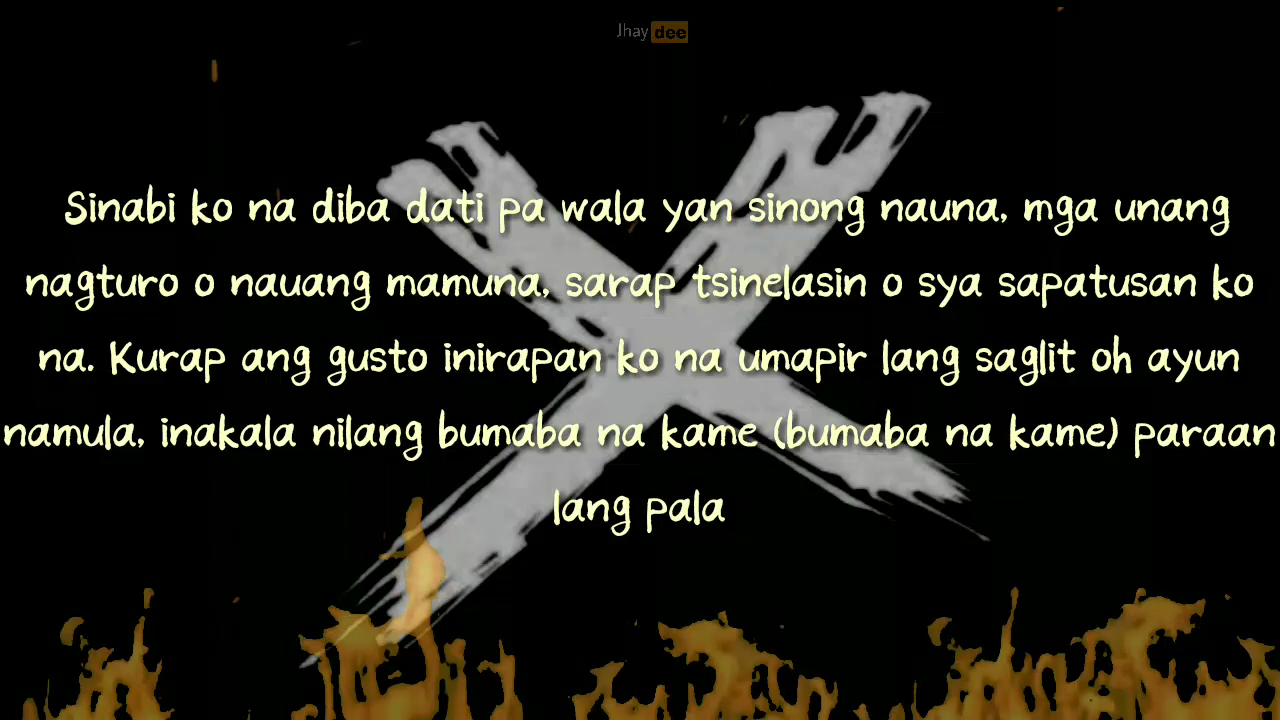 Jhay dee
Sinabi ko na diba dati pa wala yan sinong nauna, mga unang
nagturo o nauang mamuna, sarap tsinelasin o sya sapatusan ko
na. Kurap ang gusto inirapan ko na umapir lang saglit oh ayun
namula, inakala nilang bumaba na kame (bumaba na kame) paraan
lang pala